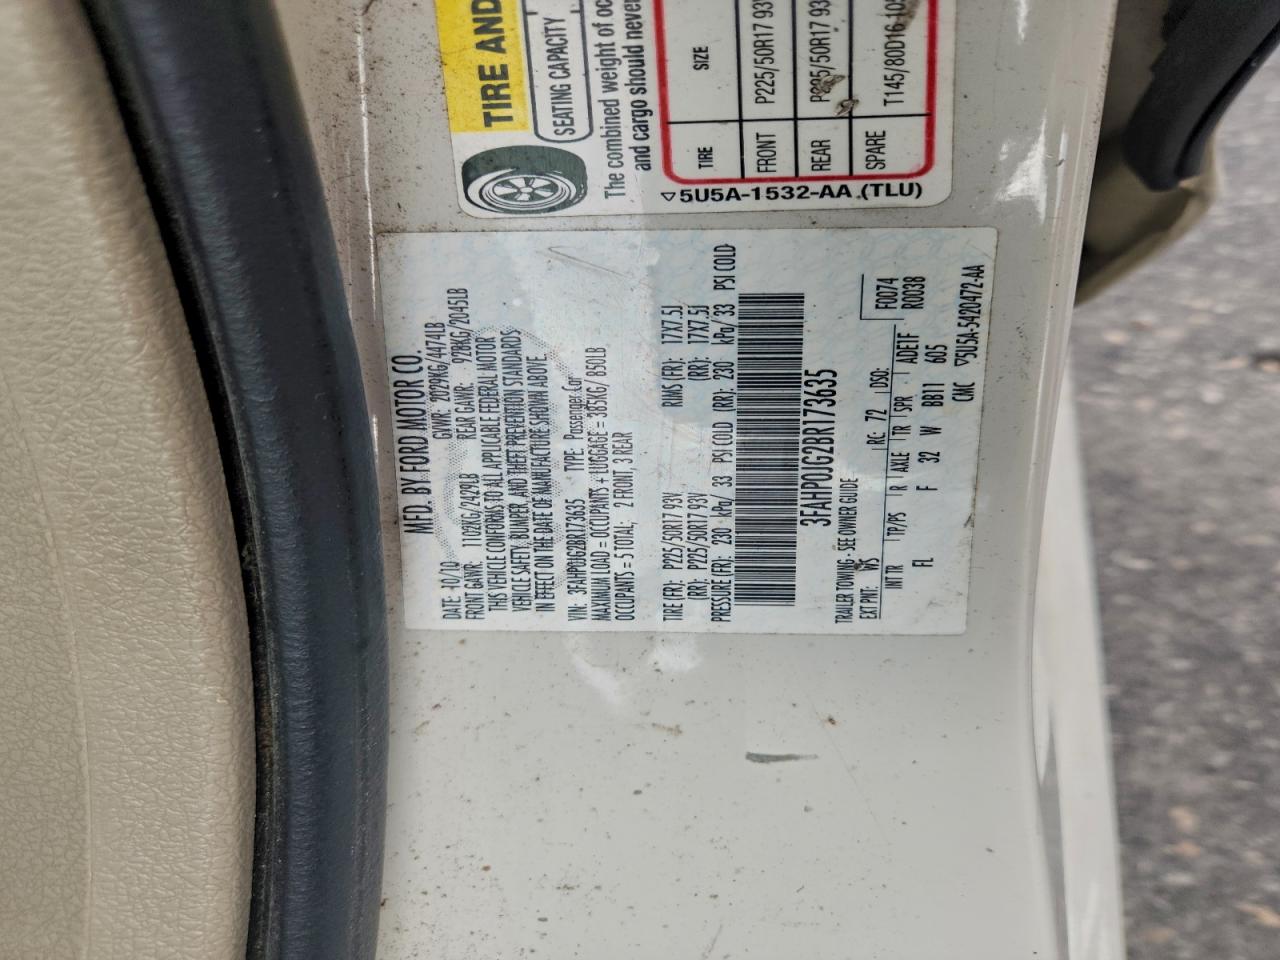 TIRE AND
SEATING CAPACITY
The combined weight of oc
and cargo should never
TIRE SIZE
FRONT P225/50R17 93V
REAR P225/50R17 93
SPARE T145/80D16 105
5U5A-1532-AA (TLU)
MFD. BY FORD MOTOR CO.
DATE: 10/10 GVWR: 2029KG/4474LB
FRONT GAWR: 1102KG/2429LB REAR GAWR: 928KG/2045LB
THIS VEHICLE CONFORMS TO ALL APPLICABLE FEDERAL MOTOR
VEHICLE SAFETY, BUMPER, AND THEFT PREVENTION STANDARDS
IN EFFECT ON THE DATE OF MANUFACTURE SHOWN ABOVE
VIN: 3FAHP0JG2BR173635 TYPE: Passenger Car
MAXIMUM LOAD = OCCUPANTS + LUGGAGE = 385KG/ 850LB
OCCUPANTS = 5 TOTAL; 2 FRONT, 3 REAR
TIRE (FR): P225/50R17 93V RIMS (FR): 17X7.5J
(RR): P225/50R17 93V (RR): 17X7.5J
PRESSURE (FR): 230 kPa/ 33 PSI COLD (RR): 230 kPa/ 33 PSI COLD
3FAHP0JG2BR173635
TRAILER TOWING - SEE OWNER GUIDE
F0074
EXT PNT: WS RC: 72 DSO: R0038
INT TR TP/PS R AXLE TR SPR ADE1F
FL F 32 W BB11 605
CNC 5U5A-5420472-AA